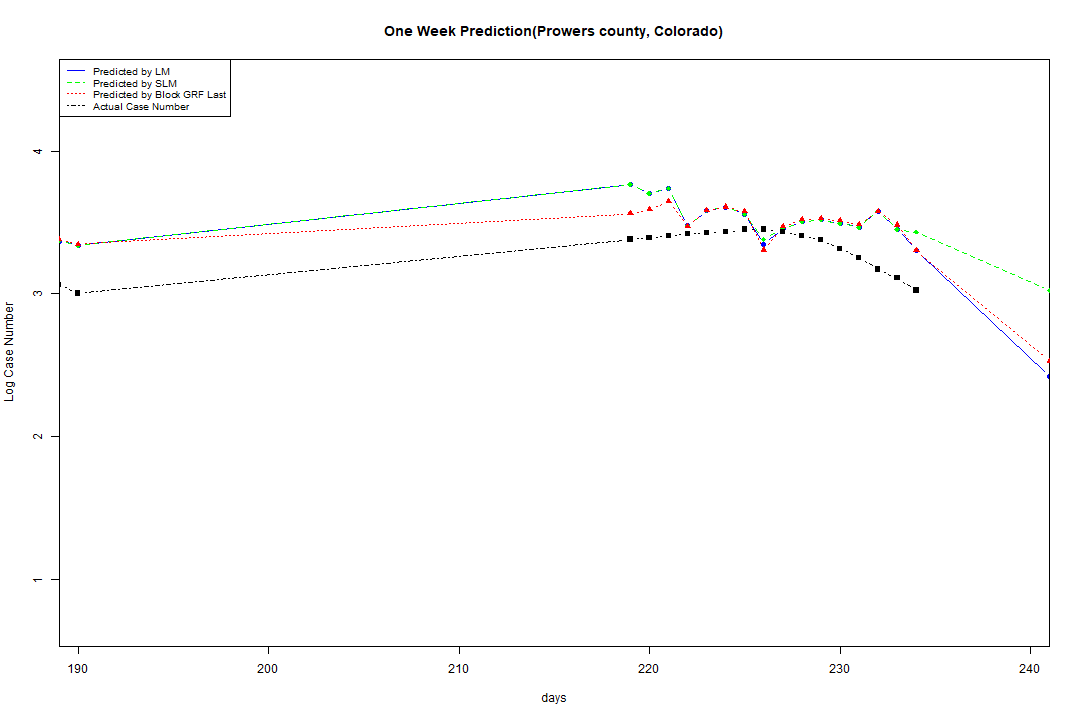 One Week Prediction(Prowers county, Colorado)
Predicted by LM
Predicted by SLM
Predicted by Block GRF Last
Actual Case Number
4
3
2
1
Log Case Number
190 200 210 220 230 240
days